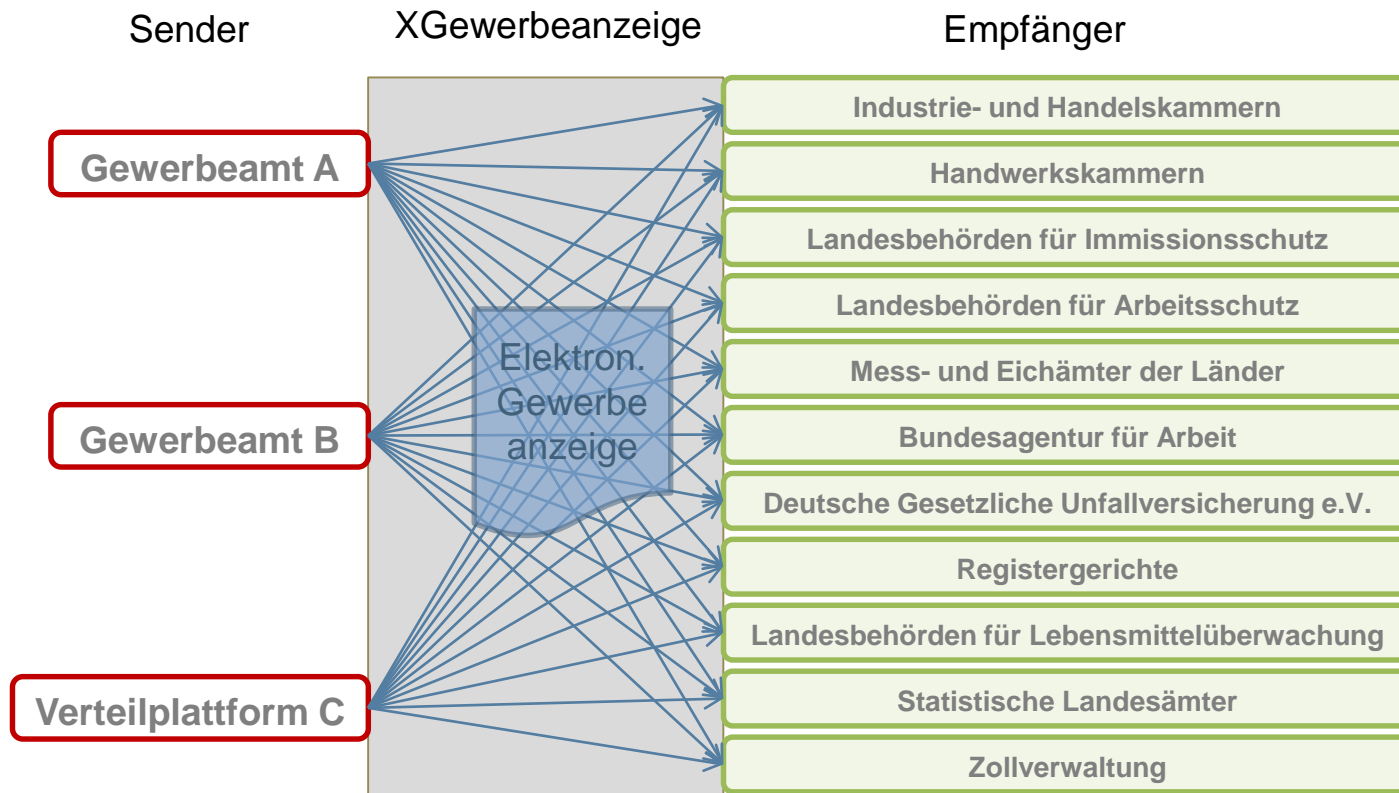 Sender
XGewerbeanzeige
Empfänger
Gewerbeamt A
Gewerbeamt B
Verteilplattform C
Elektron.
Gewerbe
anzeige
Industrie- und Handelskammern
Handwerkskammern
Landesbehörden für Immissionsschutz
Landesbehörden für Arbeitsschutz
Mess- und Eichämter der Länder
Bundesagentur für Arbeit
Deutsche Gesetzliche Unfallversicherung e.V.
Registergerichte
Landesbehörden für Lebensmittelüberwachung
Statistische Landesämter
Zollverwaltung